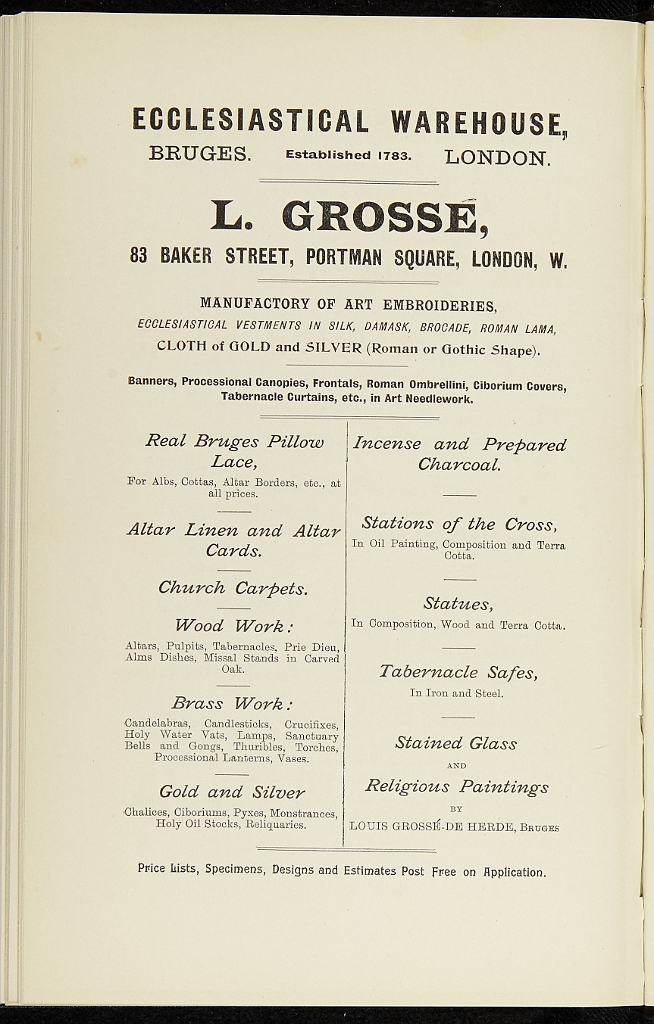 ECCLESIASTICAL WAREHOUSE,
BRUGES. Established 1783. LONDON.
L. GROSSÉ,
83 BAKER STREET, PORTMAN SQUARE, LONDON, W.
MANUFACTORY OF ART EMBROIDERIES,
ECCLESIASTICAL VESTMENTS IN SILK, DAMASK, BROCADE, ROMAN LAMA,
CLOTH of GOLD and SILVER (Roman or Gothic Shape).
Banners, Processional Canopies, Frontals, Roman Ombrellini, Ciborium Covers,
Tabernacle Curtains, etc., in Art Needlework.
Real Bruges Pillow
Lace,
For Albs, Cottas, Altar Borders, etc., at
all prices.
Altar Linen and Altar
Cards.
Church Carpets.
Wood Work:
Altars, Pulpits, Tabernacles, Prie Dieu,
Alms Dishes, Missal Stands in Carved
Oak.
Brass Work:
Candelabras, Candlesticks, Crucifixes,
Holy Water Vats, Lamps, Sanctuary
Bells and Gongs, Thuribles, Torches,
Processional Lanterns, Vases.
Gold and Silver
Chalices, Ciboriums, Pyxes, Monstrances,
Holy Oil Stocks, Reliquaries.
Incense and Prepared
Charcoal.
Stations of the Cross,
In Oil Painting, Composition and Terra
Cotta.
Statues,
In Composition, Wood and Terra Cotta.
Tabernacle Safes,
In Iron and Steel.
Stained Glass
AND
Religious Paintings
BY
LOUIS GROSSÉ-DE HERDE, BRUGES
Price Lists, Specimens, Designs and Estimates Post Free on Application.